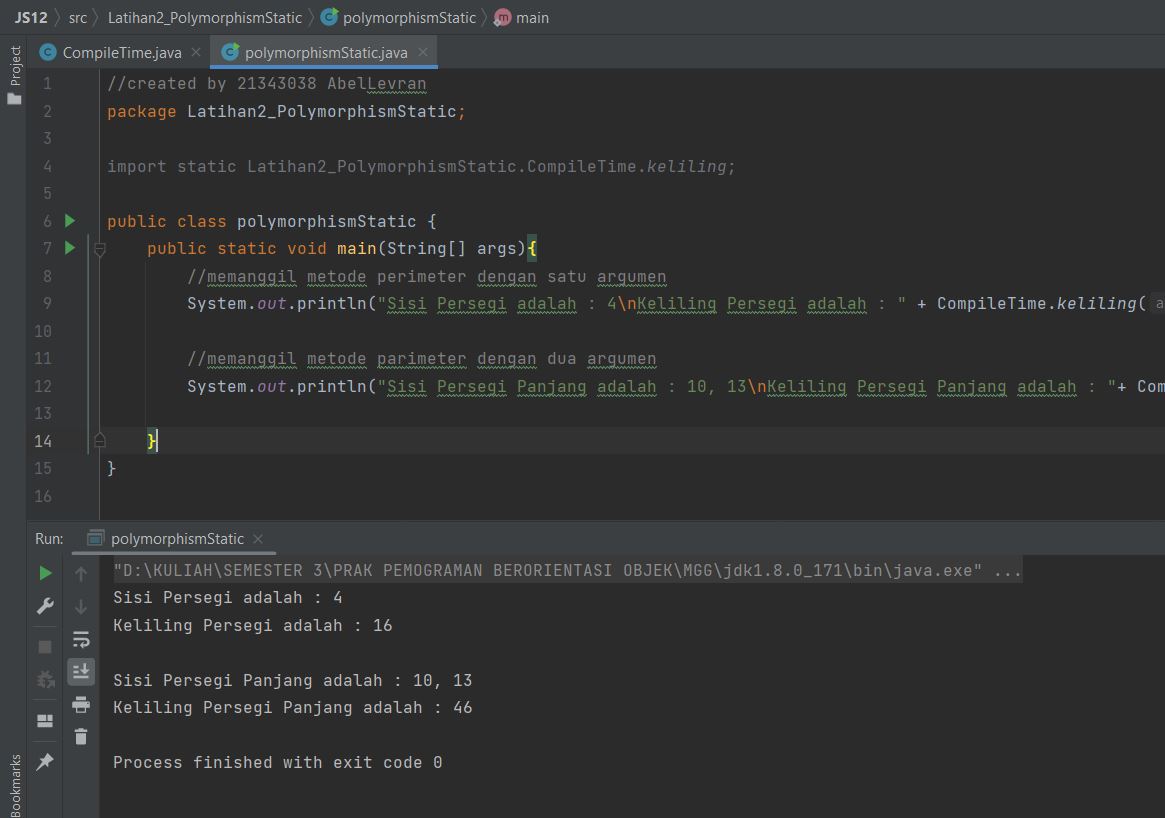 JS12 src Latihan2_PolymorphismStatic polymorphismStatic main
Project
CompileTime.java polymorphismStatic.java
1 //created by 21343038 AbelLevran
2 package Latihan2_PolymorphismStatic;
3
4 import static Latihan2_PolymorphismStatic.CompileTime.keliling;
5
6 public class polymorphismStatic {
7 public static void main(String[] args){
8 //memanggil metode perimeter dengan satu argumen
9 System.out.println("Sisi Persegi adalah : 4\nKeliling Persegi adalah : " + CompileTime.keliling( a
10
11 //memanggil metode parimeter dengan dua argumen
12 System.out.println("Sisi Persegi Panjang adalah : 10, 13\nKeliling Persegi Panjang adalah : "+ Com
13
14 }
15 }
16
Run: polymorphismStatic
"D:\KULIAH\SEMESTER 3\PRAK PEMOGRAMAN BERORIENTASI OBJEK\MGG\jdk1.8.0_171\bin\java.exe" ...
Sisi Persegi adalah : 4
Keliling Persegi adalah : 16
Sisi Persegi Panjang adalah : 10, 13
Keliling Persegi Panjang adalah : 46
Process finished with exit code 0
Bookmarks